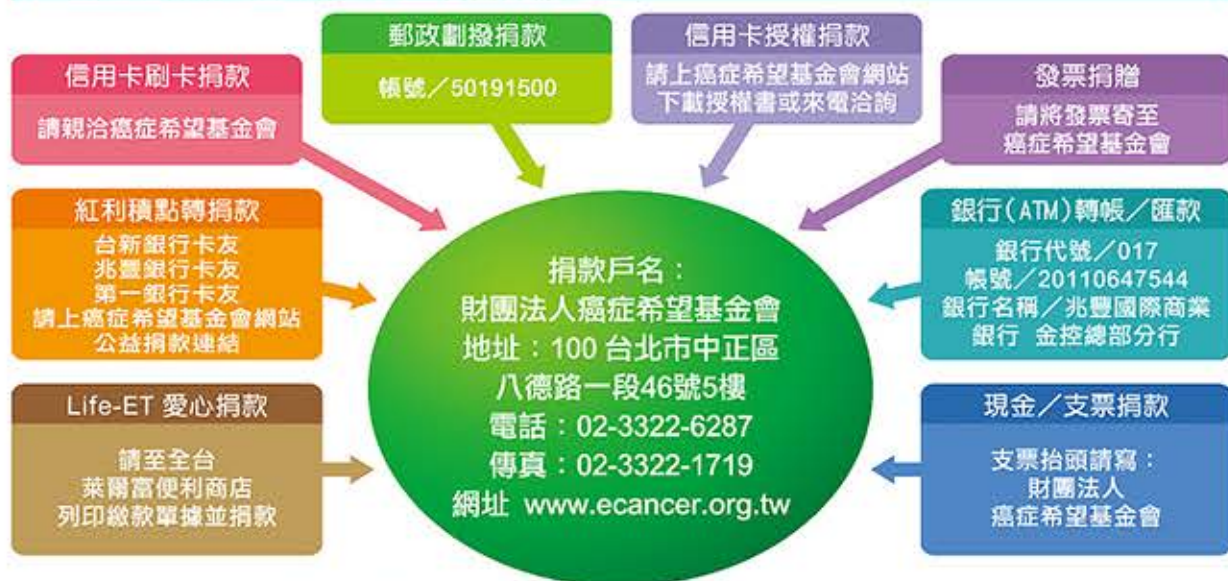 郵政劃撥捐款
帳號／50191500
信用卡授權捐款
請上癌症希望基金會網站
下載授權書或來電洽詢
信用卡刷卡捐款
請親洽癌症希望基金會
發票捐贈
請將發票寄至
癌症希望基金會
紅利積點轉捐款
台新銀行卡友
兆豐銀行卡友
第一銀行卡友
請上癌症希望基金會網站
公益捐款連結
銀行(ATM)轉帳／匯款
銀行代號／017
帳號／20110647544
銀行名稱／兆豐國際商業
銀行 金控總部分行
捐款戶名：
財團法人癌症希望基金會
地址：100 台北市中正區
八德路一段46號5樓
電話：02-3322-6287
傳真：02-3322-1719
網址 www.ecancer.org.tw
Life-ET 愛心捐款
請至全台
萊爾富便利商店
列印繳款單據並捐款
現金／支票捐款
支票抬頭請寫：
財團法人
癌症希望基金會